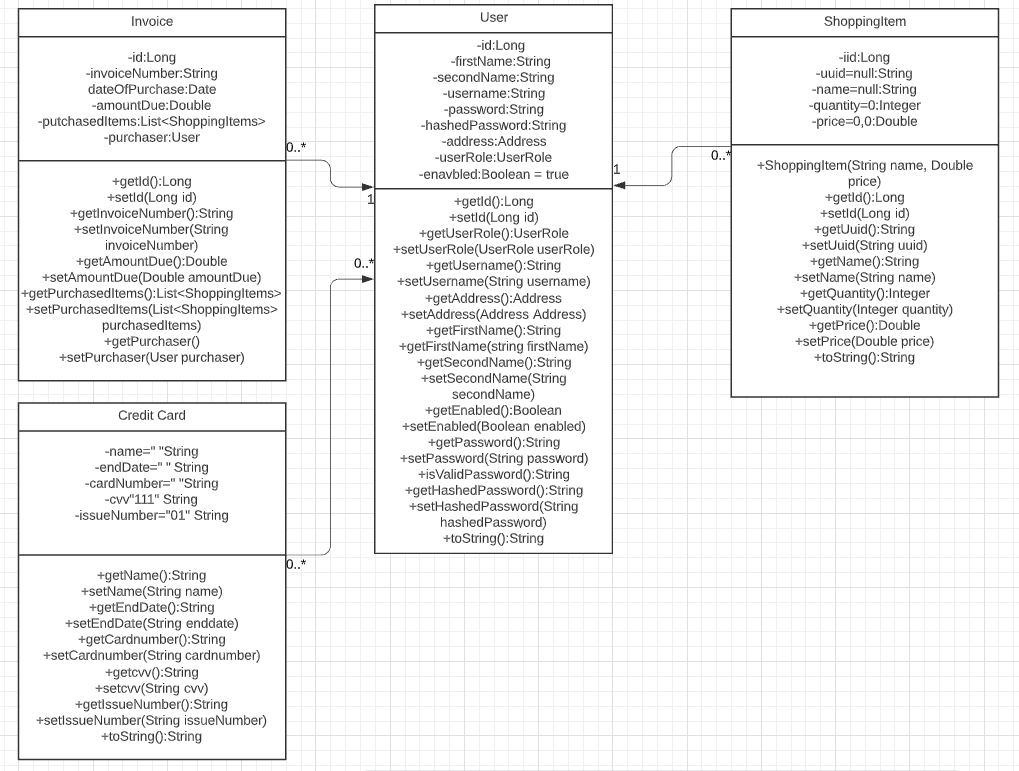 Invoice
-id:Long
-invoiceNumber:String
dateOfPurchase:Date
-amountDue:Double
-putchasedItems:List<ShoppingItems>
-purchaser:User
+getId():Long
+setId(Long id)
+getInvoiceNumber():String
+setInvoiceNumber(String
invoiceNumber)
+getAmountDue():Double
+setAmountDue(Double amountDue)
+getPurchasedItems():List<ShoppingItems>
+setPurchasedItems(List<ShoppingItems>
purchasedItems)
+getPurchaser()
+setPurchaser(User purchaser)
0..*
1
User
-id:Long
-firstName:String
-secondName:String
-username:String
-password:String
-hashedPassword:String
-address:Address
-userRole:UserRole
-enavbled:Boolean = true
+getId():Long
+setId(Long id)
+getUserRole():UserRole
+setUserRole(UserRole userRole)
+getUsername():String
+setUsername(String username)
+getAddress():Address
+setAddress(Address Address)
+getFirstName():String
+getFirstName(string firstName)
+getSecondName():String
+setSecondName(String
secondName)
+getEnabled():Boolean
+setEnabled(Boolean enabled)
+getPassword():String
+setPassword(String password)
+isValidPassword():String
+getHashedPassword():String
+setHashedPassword(String
hashedPassword)
+toString():String
1
0..*
ShoppingItem
-iid:Long
-uuid=null:String
-name=null:String
-quantity=0:Integer
-price=0,0:Double
+ShoppingItem(String name, Double
price)
+getId():Long
+setId(Long id)
+getUuid():String
+setUuid(String uuid)
+getName():String
+setName(String name)
+getQuantity():Integer
+setQuantity(Integer quantity)
+getPrice():Double
+setPrice(Double price)
+toString():String
0..*
Credit Card
-name=" "String
-endDate=" " String
-cardNumber=" "String
-cvv"111" String
-issueNumber="01" String
0..*
+getName():String
+setName(String name)
+getEndDate():String
+setEndDate(String enddate)
+getCardnumber():String
+setCardnumber(String cardnumber)
+getcvv():String
+setcvv(String cvv)
+getIssueNumber():String
+setIssueNumber(String issueNumber)
+toString():String